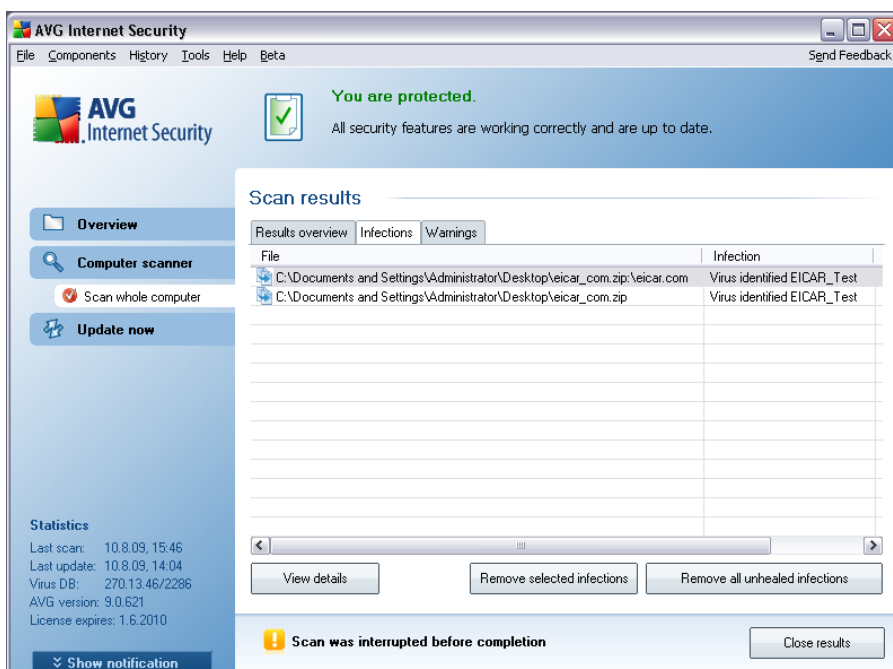 AVG Internet Security
File Components History Tools Help Beta Send Feedback
AVG
Internet Security
You are protected.
All security features are working correctly and are up to date.
Overview
Computer scanner
Scan whole computer
Update now
Scan results
Results overview Infections Warnings
File Infection
C:\Documents and Settings\Administrator\Desktop\eicar_com.zip:\eicar.com Virus identified EICAR_Test
C:\Documents and Settings\Administrator\Desktop\eicar_com.zip Virus identified EICAR_Test
View details Remove selected infections Remove all unhealed infections
Statistics
Last scan: 10.8.09, 15:46
Last update: 10.8.09, 14:04
Virus DB: 270.13.46/2286
AVG version: 9.0.621
License expires: 1.6.2010
Show notification
Scan was interrupted before completion
Close results